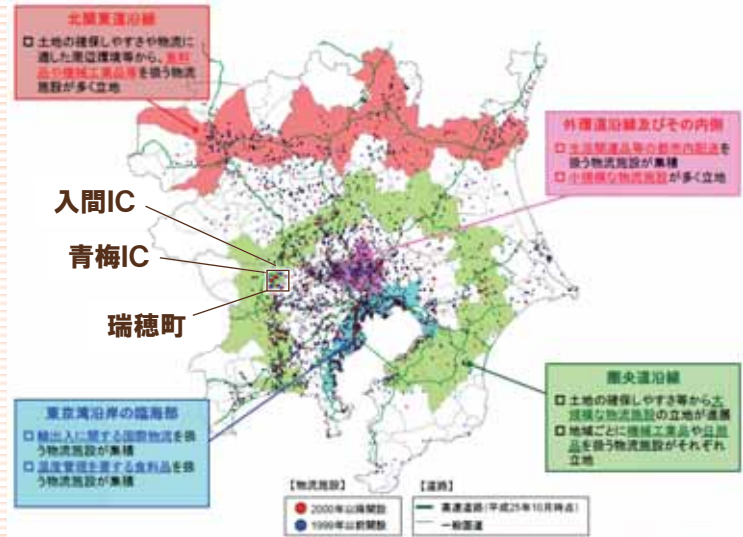 北関東道沿線
□ 土地の確保しやすさや物流に
適した周辺環境等から、食料
品や機械工業品等を扱う物流
施設が多く立地
外環道沿線及びその内側
□ 生活関連品等の都市内配送を
扱う物流施設が集積
□ 小規模な物流施設が多く立地
入間IC
青梅IC
瑞穂町
東京湾沿岸の臨海部
□ 輸出入に関する国際物流を扱
う物流施設が集積
□ 温度管理を要する食料品を扱
う物流施設が集積
圏央道沿線
□ 土地の確保しやすさ等から大
規模な物流施設の立地が進展
□ 地域ごとに機械工業品や日用
品を扱う物流施設がそれぞれ
立地
【物流施設】
2000年以降開設
1999年以前開設
【道路】
高速道路(平成25年10月時点)
一般国道